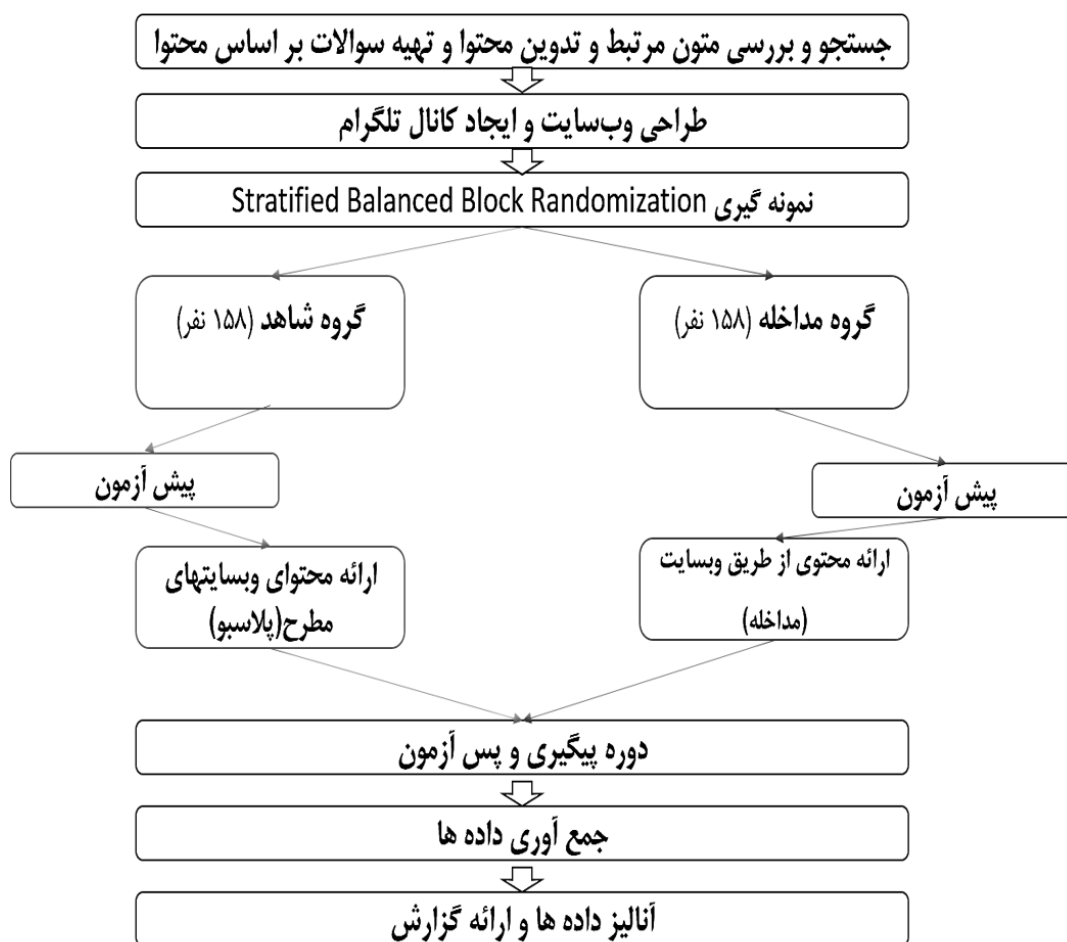 جستجو و بررسی متون مرتبط و تدوین محتوا و تهیه سوالات بر اساس محتوا
طراحی وب‌سایت و ایجاد کانال تلگرام
نمونه گیری Stratified Balanced Block Randomization
گروه مداخله (۱۵۸ نفر)
گروه شاهد (۱۵۸ نفر)
پیش آزمون
پیش آزمون
ارائه محتوی از طریق وبسایت
(مداخله)
ارائه محتوای وبسایتهای
مطرح(پلاسبو)
دوره پیگیری و پس آزمون
جمع آوری داده ها
آنالیز داده ها و ارائه گزارش